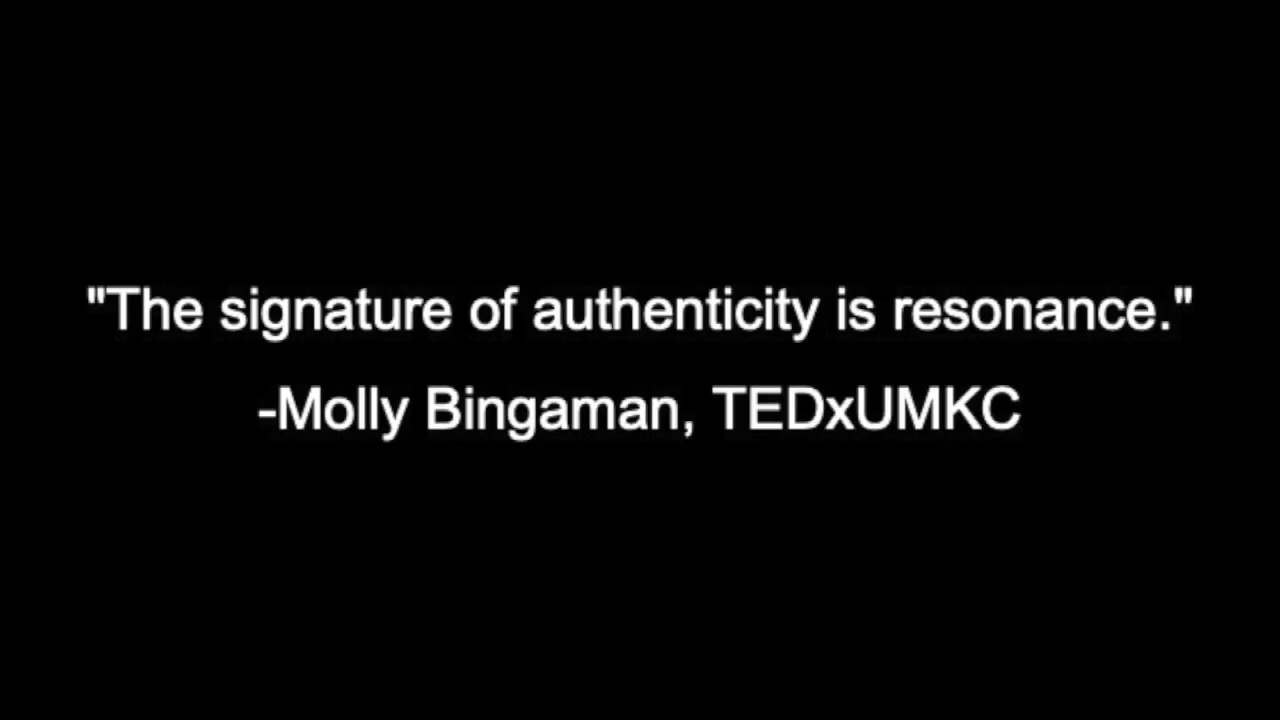 "The signature of authenticity is resonance."
-Molly Bingaman, TEDxUMKC